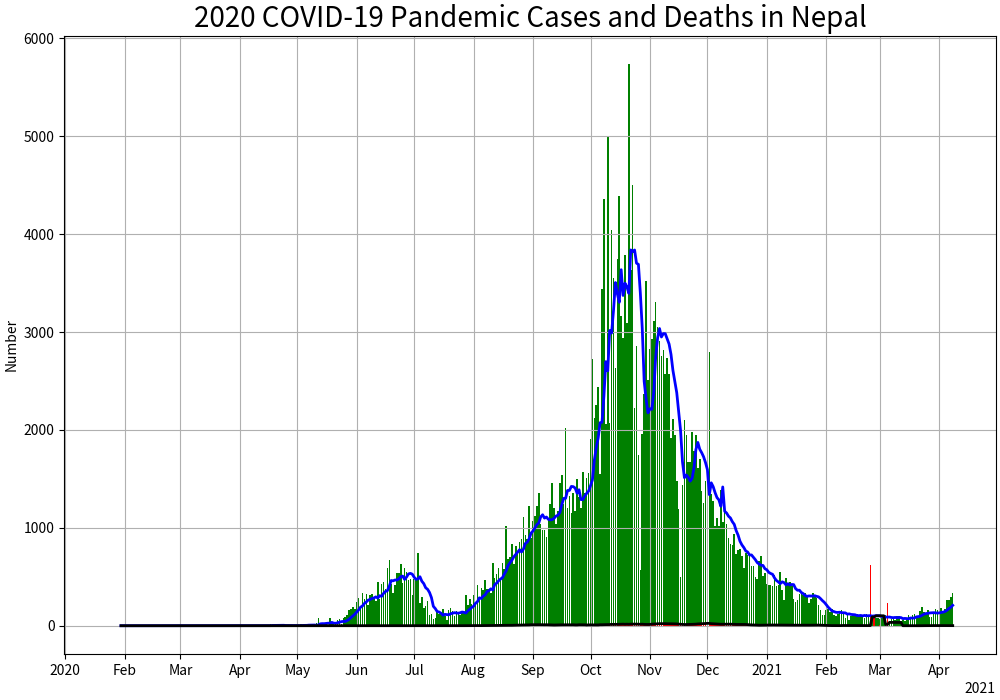 2020 COVID-19 Pandemic Cases and Deaths in Nepal
6000
5000
4000
3000
2000
1000
0
Number
2020 Feb Mar Apr May Jun Jul Aug Sep Oct Nov Dec 2021 Feb Mar Apr
2021